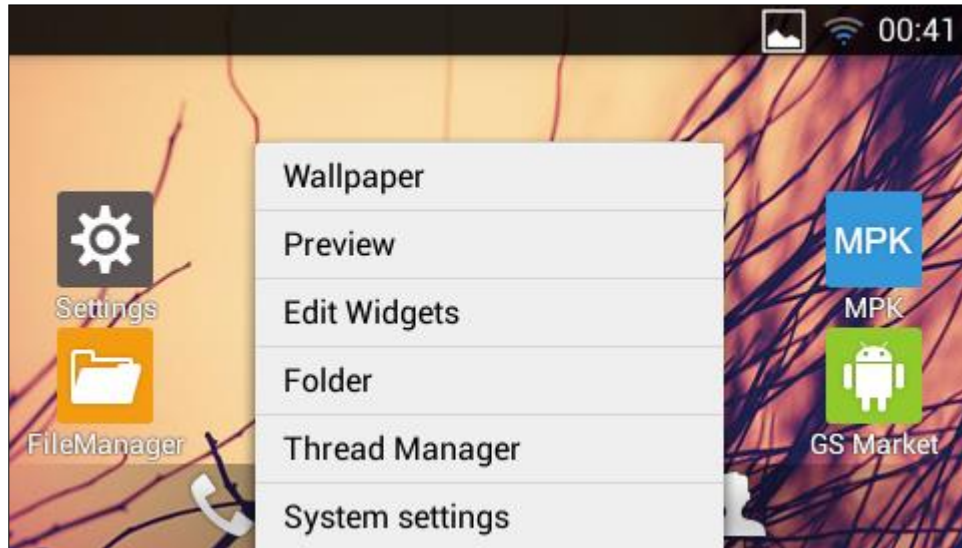 00:41
Wallpaper
Preview
Edit Widgets
Folder
Thread Manager
System settings
Settings
FileManager
MPK
MPK
GS Market